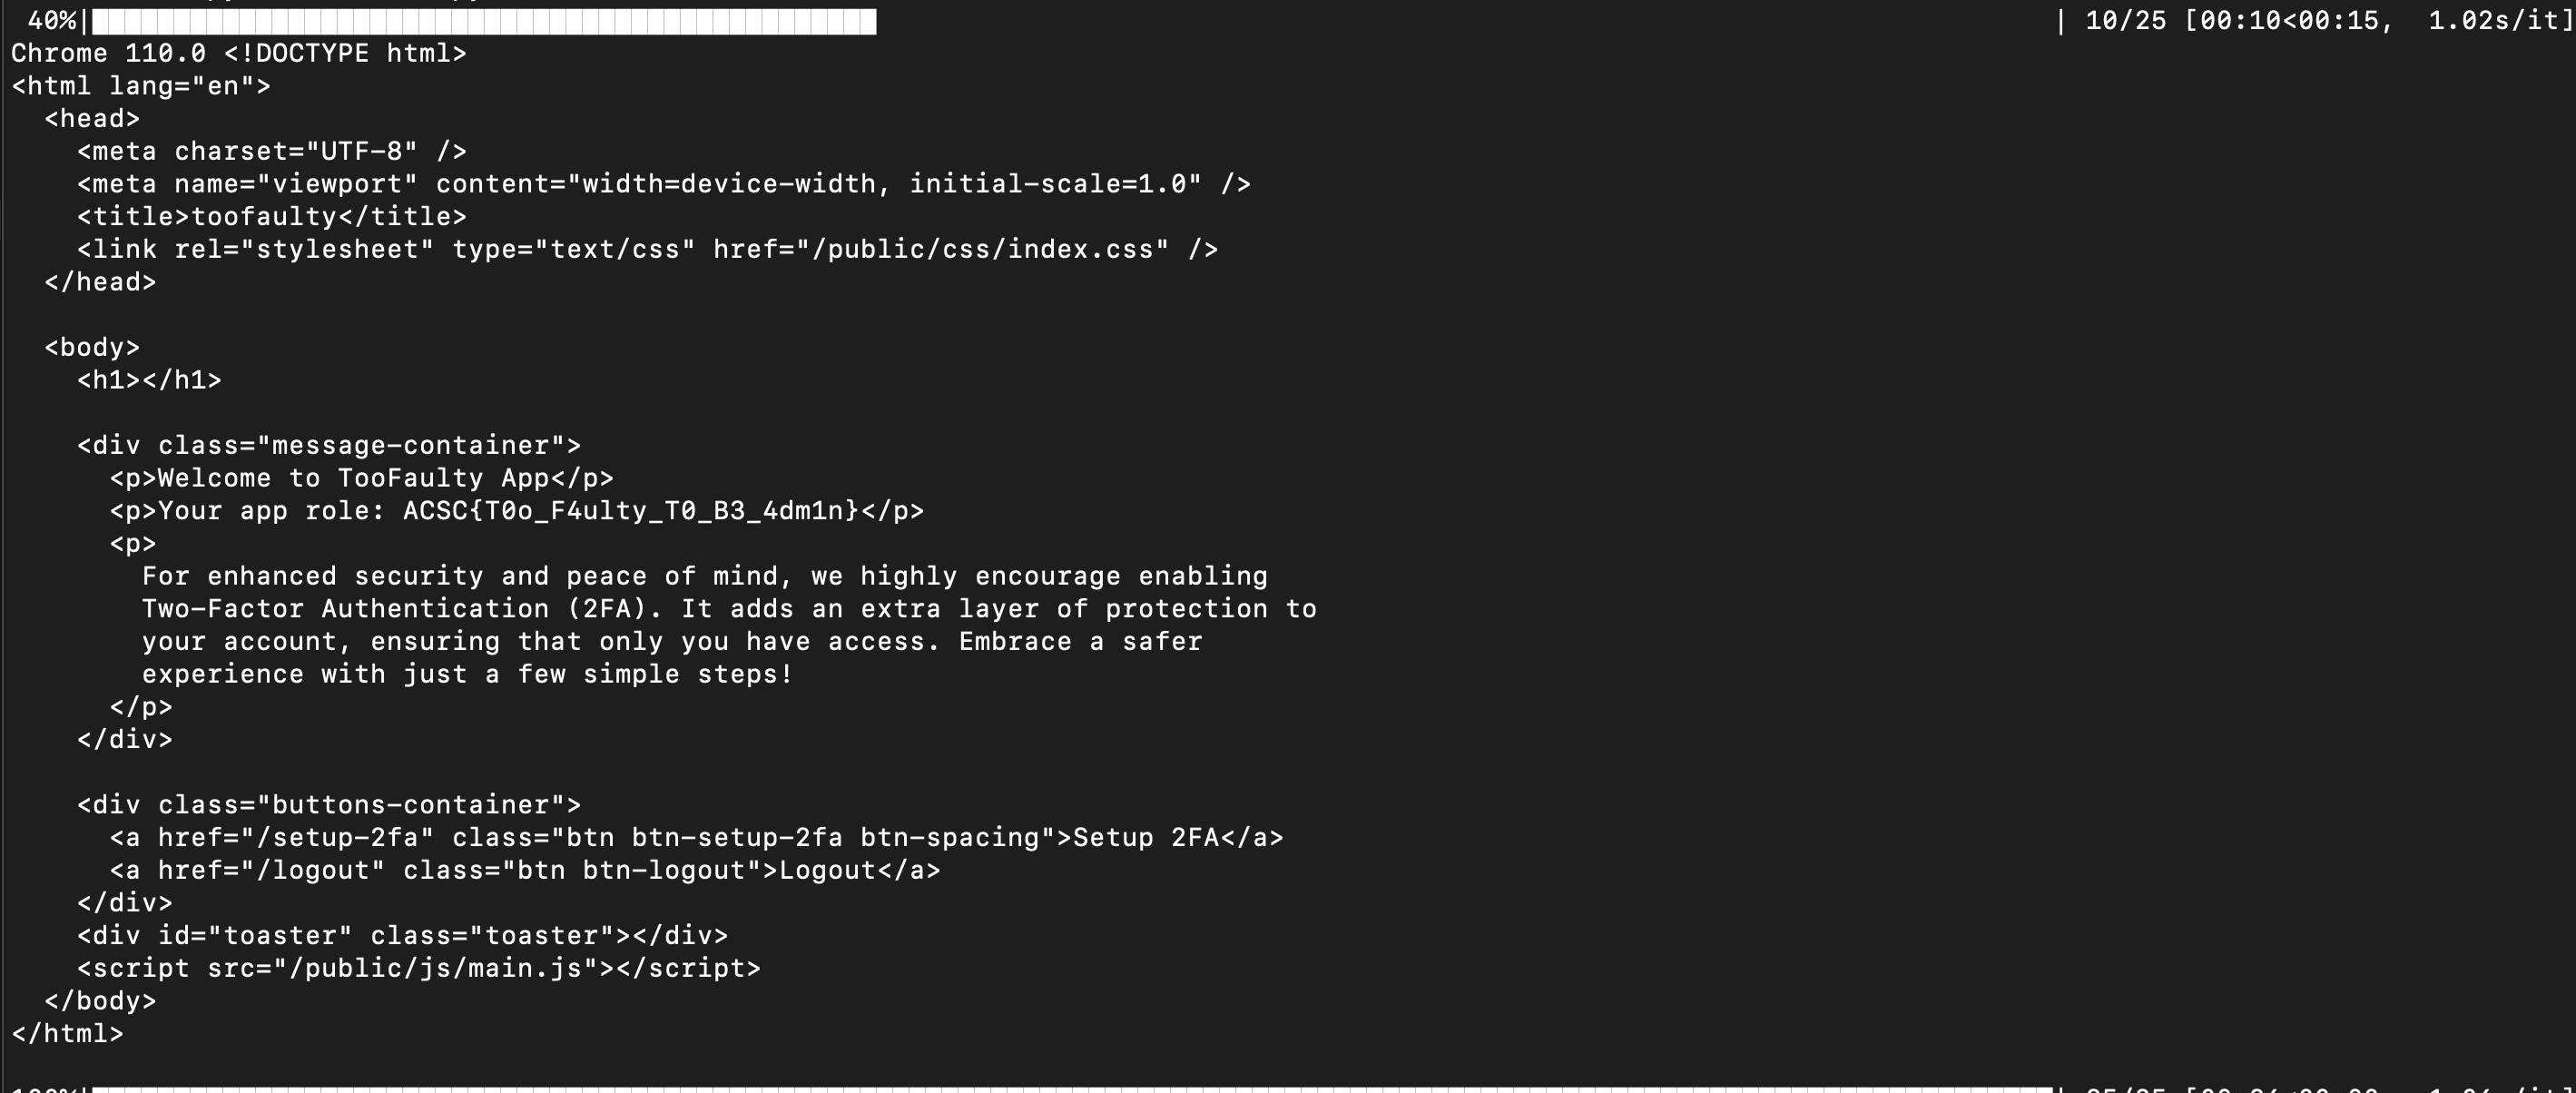 40%| | 10/25 [00:10<00:15, 1.02s/it]
Chrome 110.0 <!DOCTYPE html>
<html lang="en">
  <head>
    <meta charset="UTF-8" />
    <meta name="viewport" content="width=device-width, initial-scale=1.0" />
    <title>toofaulty</title>
    <link rel="stylesheet" type="text/css" href="/public/css/index.css" />
  </head>

  <body>
    <h1></h1>

    <div class="message-container">
      <p>Welcome to TooFaulty App</p>
      <p>Your app role: ACSC{T0o_F4ulty_T0_B3_4dm1n}</p>
      <p>
        For enhanced security and peace of mind, we highly encourage enabling
        Two-Factor Authentication (2FA). It adds an extra layer of protection to
        your account, ensuring that only you have access. Embrace a safer
        experience with just a few simple steps!
      </p>
    </div>

    <div class="buttons-container">
      <a href="/setup-2fa" class="btn btn-setup-2fa btn-spacing">Setup 2FA</a>
      <a href="/logout" class="btn btn-logout">Logout</a>
    </div>
    <div id="toaster" class="toaster"></div>
    <script src="/public/js/main.js"></script>
  </body>
</html>